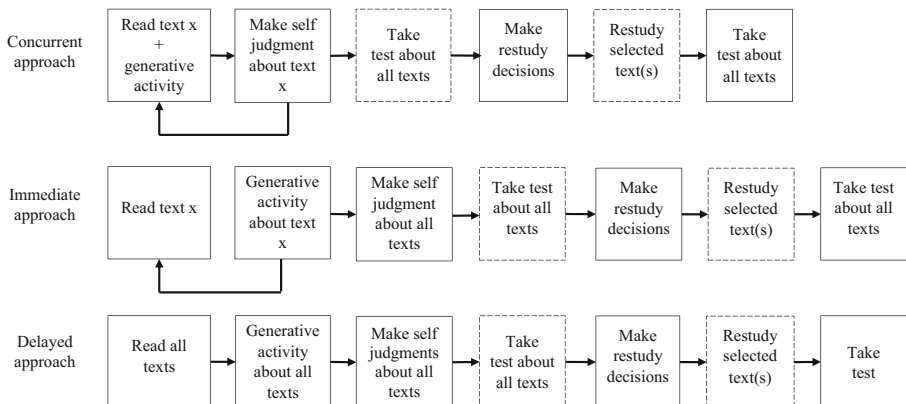 Concurrent
approach
Read text x
+
generative
activity
Make self
judgment
about text
x
Take
test about
all texts
Make
restudy
decisions
Restudy
selected
text(s)
Take
test about
all texts
Immediate
approach
Read text x
Generative
activity
about text
x
Make self
judgment
about all
texts
Take test
about all
texts
Make
restudy
decisions
Restudy
selected
text(s)
Take test
about all
texts
Delayed
approach
Read all
texts
Generative
activity
about all
texts
Make self
judgments
about all
texts
Take
test about
all texts
Make
restudy
decisions
Restudy
selected
text(s)
Take
test